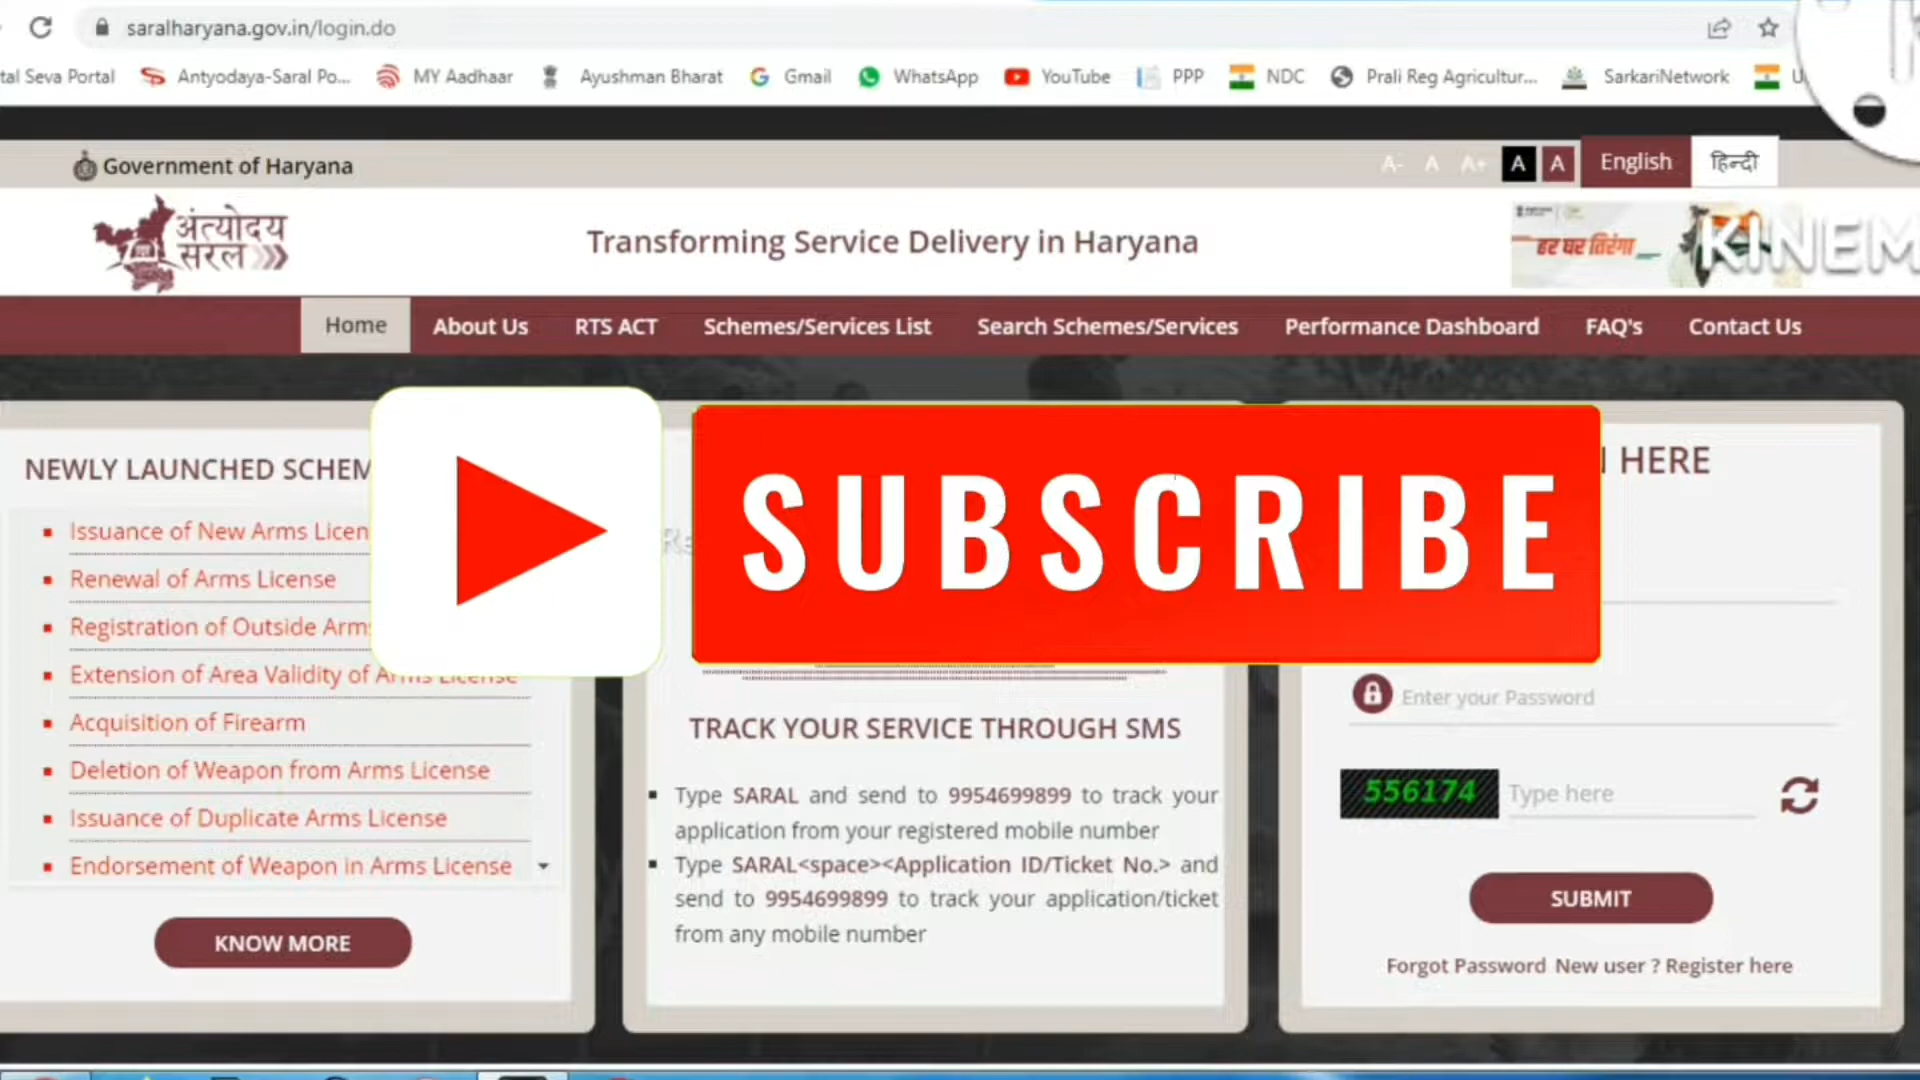 saralharyana.gov.in/login.do
tal Seva Portal Antyodaya-Saral Po... MY Aadhaar Ayushman Bharat Gmail WhatsApp YouTube PPP NDC Prali Reg Agricultur... SarkariNetwork U
Government of Haryana
A- A A+ A A English हिन्दी
अंत्योदय
सरल
Transforming Service Delivery in Haryana
हर घर तिरंगा
KINEM
Home About Us RTS ACT Schemes/Services List Search Schemes/Services Performance Dashboard FAQ's Contact Us
NEWLY LAUNCHED SCHEM
Issuance of New Arms Licen
Renewal of Arms License
Registration of Outside Arms
Extension of Area Validity of Arms License
Acquisition of Firearm
Deletion of Weapon from Arms License
Issuance of Duplicate Arms License
Endorsement of Weapon in Arms License
KNOW MORE
SUBSCRIBE
TRACK YOUR SERVICE THROUGH SMS
Type SARAL and send to 9954699899 to track your
application from your registered mobile number
Type SARAL<space><Application ID/Ticket No.> and
send to 9954699899 to track your application/ticket
from any mobile number
HERE
Enter your Password
556174 Type here
SUBMIT
Forgot Password New user ? Register here